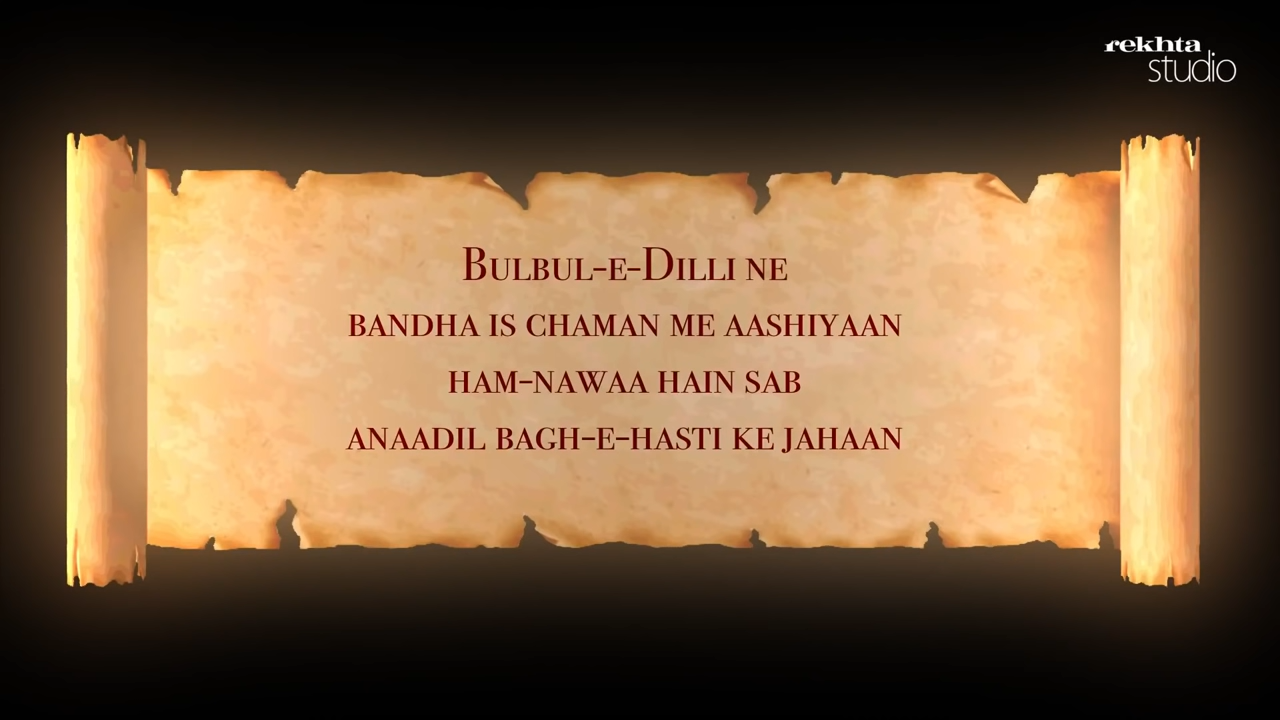 rekhta
studio
Bulbul-e-Dilli ne
bandha is chaman me aashiyaan
ham-nawaa hain sab
anaadil bagh-e-hasti ke jahaan